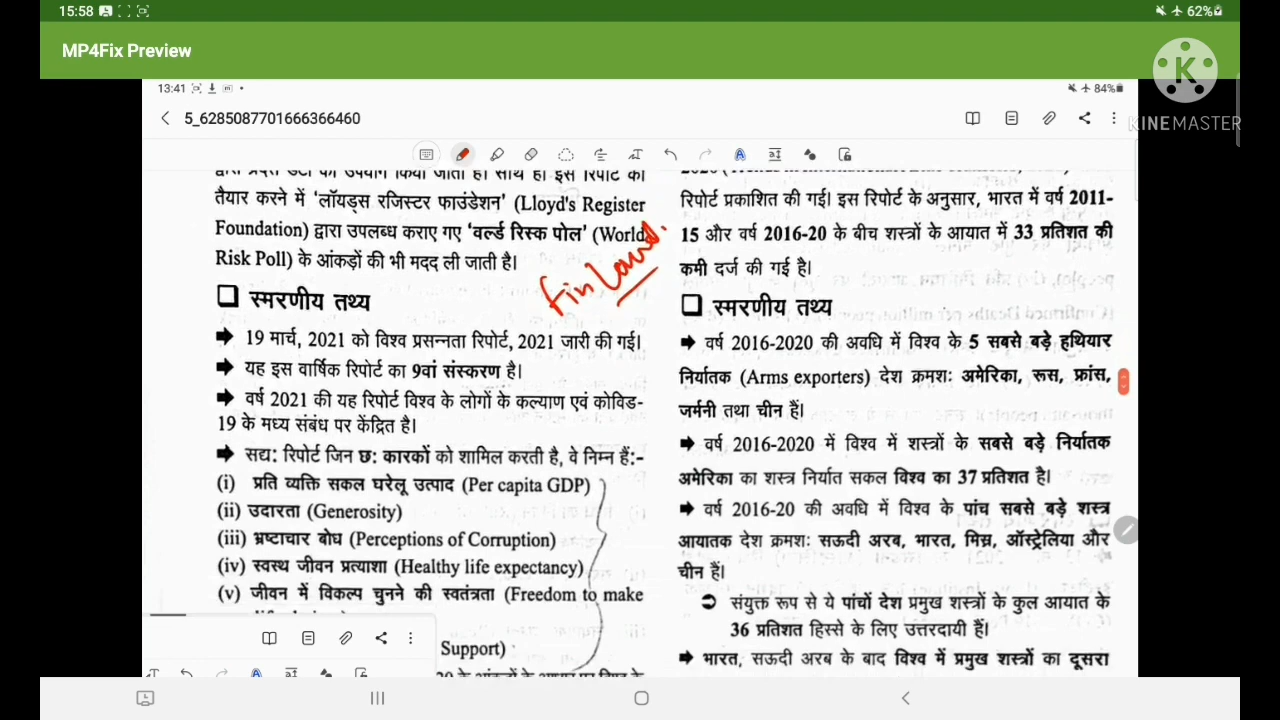 15:58
62%
MP4Fix Preview
KINEMASTER
13:41
84%
5_6285087701666366460
द्वारा प्रदत्त डेटा का उपयोग किया जाता है। साथ ही इस रिपोर्ट को
तैयार करने में 'लॉयड्स रजिस्टर फाउंडेशन' (Lloyd's Register
Foundation) द्वारा उपलब्ध कराए गए 'वर्ल्ड रिस्क पोल' (World
Risk Poll) के आंकड़ों की भी मदद ली जाती है।
Finland.
❑ स्मरणीय तथ्य
➡ 19 मार्च, 2021 को विश्व प्रसन्नता रिपोर्ट, 2021 जारी की गई।
➡ यह इस वार्षिक रिपोर्ट का 9वां संस्करण है।
➡ वर्ष 2021 की यह रिपोर्ट विश्व के लोगों के कल्याण एवं कोविड-
19 के मध्य संबंध पर केंद्रित है।
➡ सद्य: रिपोर्ट जिन छ: कारकों को शामिल करती है, वे निम्न हैं:-
(i) प्रति व्यक्ति सकल घरेलू उत्पाद (Per capita GDP)
(ii) उदारता (Generosity)
(iii) भ्रष्टाचार बोध (Perceptions of Corruption)
(iv) स्वस्थ जीवन प्रत्याशा (Healthy life expectancy)
(v) जीवन में विकल्प चुनने की स्वतंत्रता (Freedom to make
Support)
रिपोर्ट प्रकाशित की गई। इस रिपोर्ट के अनुसार, भारत में वर्ष 2011-
15 और वर्ष 2016-20 के बीच शस्त्रों के आयात में 33 प्रतिशत की
कमी दर्ज की गई है।
❑ स्मरणीय तथ्य
➡ वर्ष 2016-2020 की अवधि में विश्व के 5 सबसे बड़े हथियार
निर्यातक (Arms exporters) देश क्रमश: अमेरिका, रूस, फ्रांस,
जर्मनी तथा चीन हैं।
➡ वर्ष 2016-2020 में विश्व में शस्त्रों के सबसे बड़े निर्यातक
अमेरिका का शस्त्र निर्यात सकल विश्व का 37 प्रतिशत है।
➡ वर्ष 2016-20 की अवधि में विश्व के पांच सबसे बड़े शस्त्र
आयातक देश क्रमश: सऊदी अरब, भारत, मिस्र, ऑस्ट्रेलिया और
चीन हैं।
➲ संयुक्त रूप से ये पांचों देश प्रमुख शस्त्रों के कुल आयात के
36 प्रतिशत हिस्से के लिए उत्तरदायी हैं।
➡ भारत, सऊदी अरब के बाद विश्व में प्रमुख शस्त्रों का दूसरा